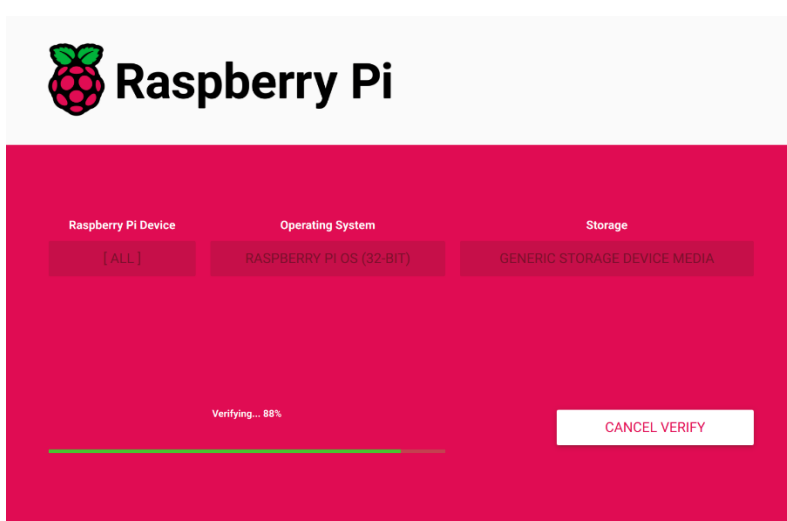 Raspberry Pi
Raspberry Pi Device
Operating System
Storage
[ ALL ]
RASPBERRY PI OS (32-BIT)
GENERIC STORAGE DEVICE MEDIA
Verifying... 88%
CANCEL VERIFY